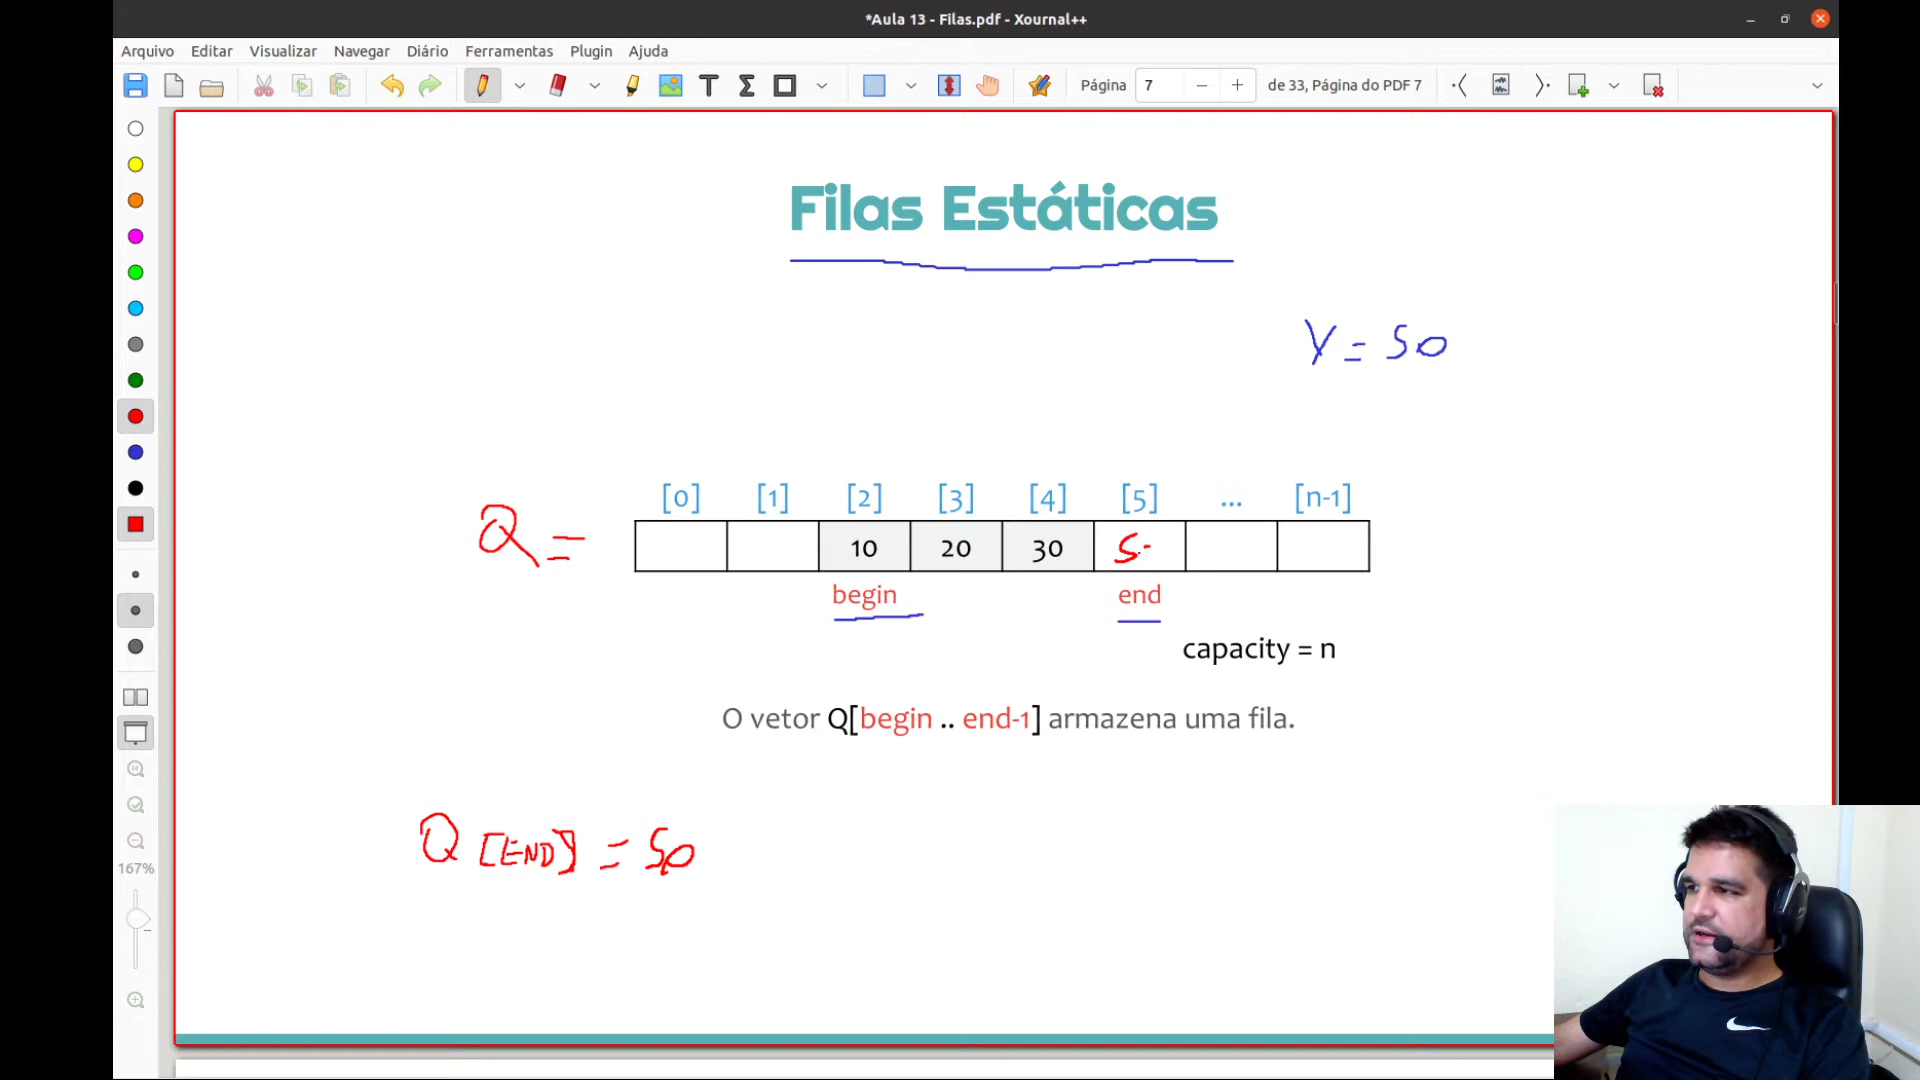 *Aula 13 - Filas.pdf - Xournal++
Arquivo Editar Visualizar Navegar Diário Ferramentas Plugin Ajuda
Página 7 de 33, Página do PDF 7
Filas Estáticas
Y = 50
[0] [1] [2] [3] [4] [5] ... [n-1]
Q =
10 20 30 5
begin end
capacity = n
O vetor Q[begin .. end-1] armazena uma fila.
Q [END] = 50
167%